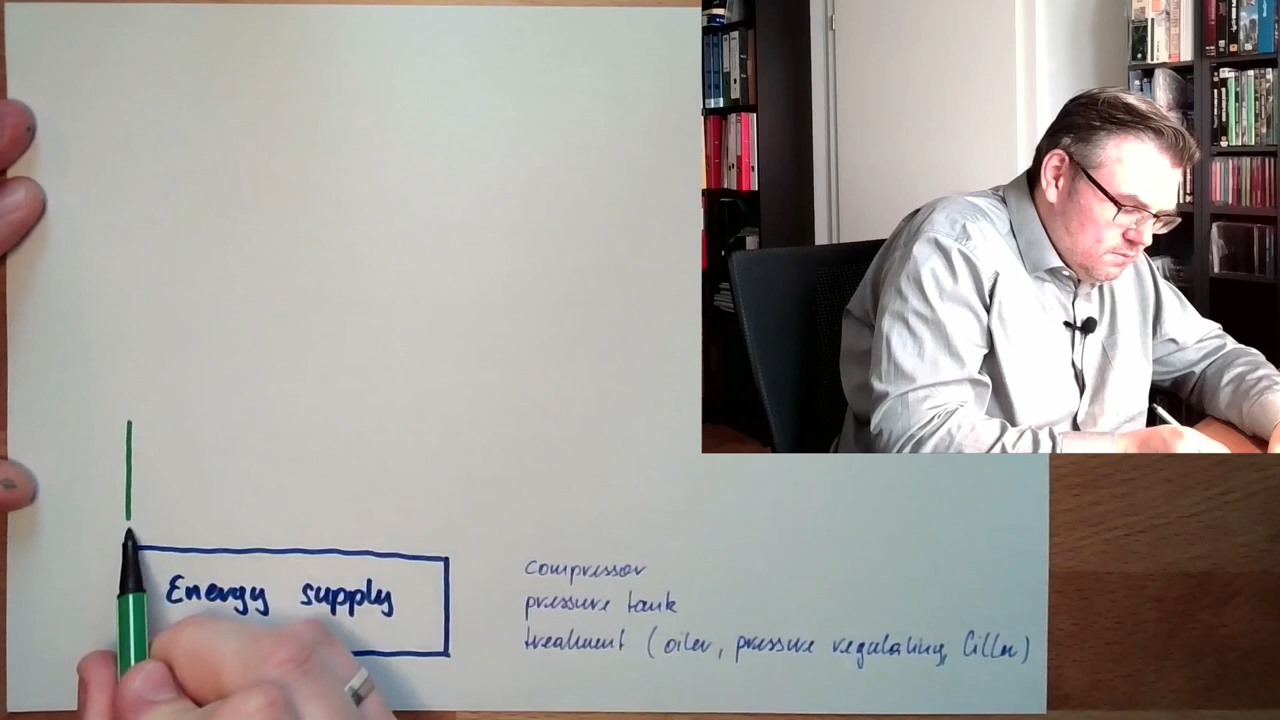 Energy supply
compressor
pressure tank
treatment (oiler, pressure regulating, filter)